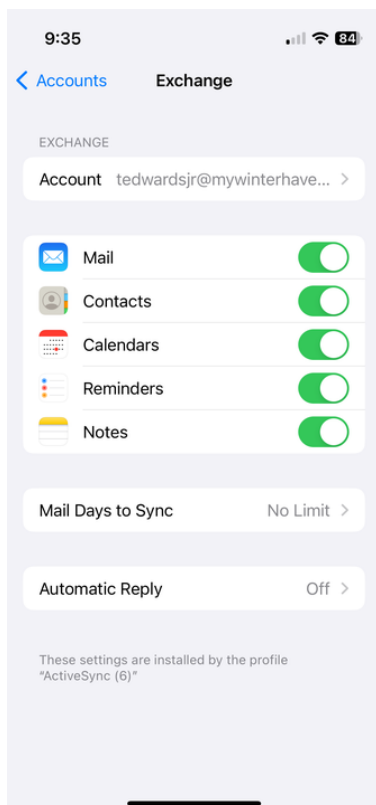 9:35
84
Accounts
Exchange
EXCHANGE
Account tedwardsjr@mywinterhave...
Mail
Contacts
Calendars
Reminders
Notes
Mail Days to Sync No Limit
Automatic Reply Off
These settings are installed by the profile
“ActiveSync (6)”